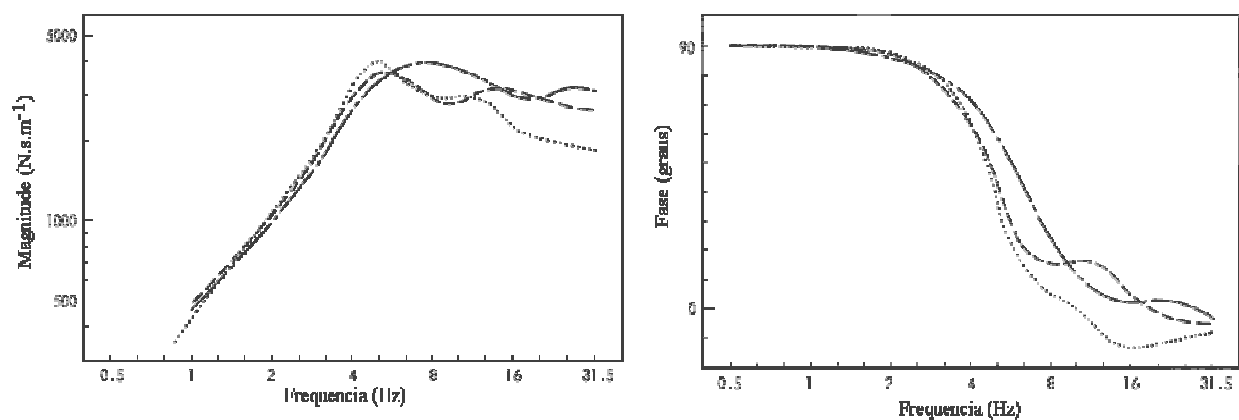 5000
1000
500
Magnitude (N.s.m⁻¹)
0.5 1 2 4 8 16 31.5
Frequencia (Hz)
90
0
Fase (graus)
0.5 1 2 4 8 16 31.5
Frequencia (Hz)